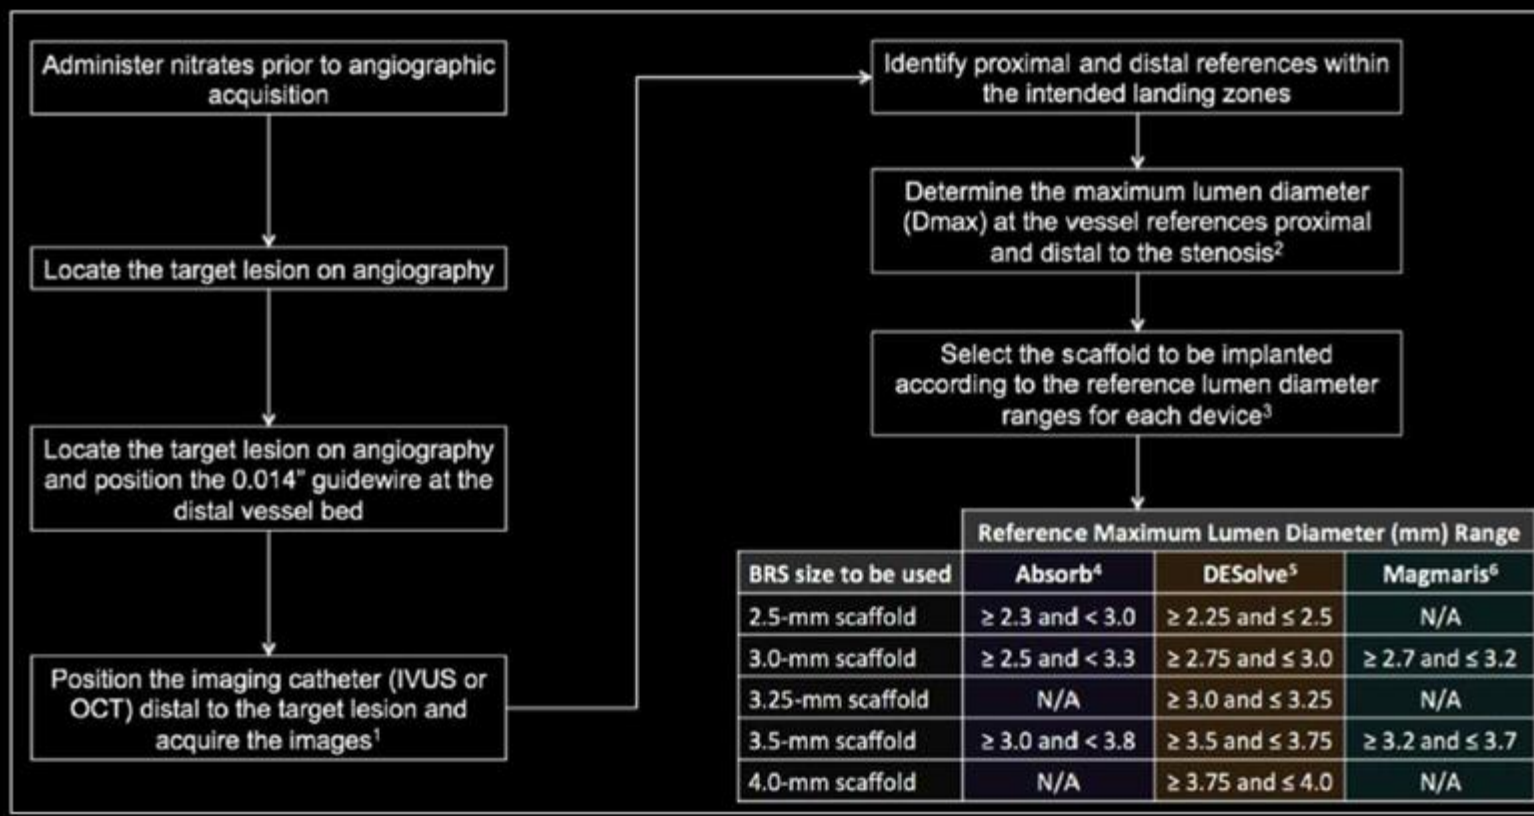 Administer nitrates prior to angiographic
acquisition
Locate the target lesion on angiography
Locate the target lesion on angiography
and position the 0.014” guidewire at the
distal vessel bed
Position the imaging catheter (IVUS or
OCT) distal to the target lesion and
acquire the images¹
Identify proximal and distal references within
the intended landing zones
Determine the maximum lumen diameter
(Dmax) at the vessel references proximal
and distal to the stenosis²
Select the scaffold to be implanted
according to the reference lumen diameter
ranges for each device³
Reference Maximum Lumen Diameter (mm) Range
BRS size to be used Absorb⁴ DESolve⁵ Magmaris⁶
2.5-mm scaffold ≥ 2.3 and < 3.0 ≥ 2.25 and ≤ 2.5 N/A
3.0-mm scaffold ≥ 2.5 and < 3.3 ≥ 2.75 and ≤ 3.0 ≥ 2.7 and ≤ 3.2
3.25-mm scaffold N/A ≥ 3.0 and ≤ 3.25 N/A
3.5-mm scaffold ≥ 3.0 and < 3.8 ≥ 3.5 and ≤ 3.75 ≥ 3.2 and ≤ 3.7
4.0-mm scaffold N/A ≥ 3.75 and ≤ 4.0 N/A